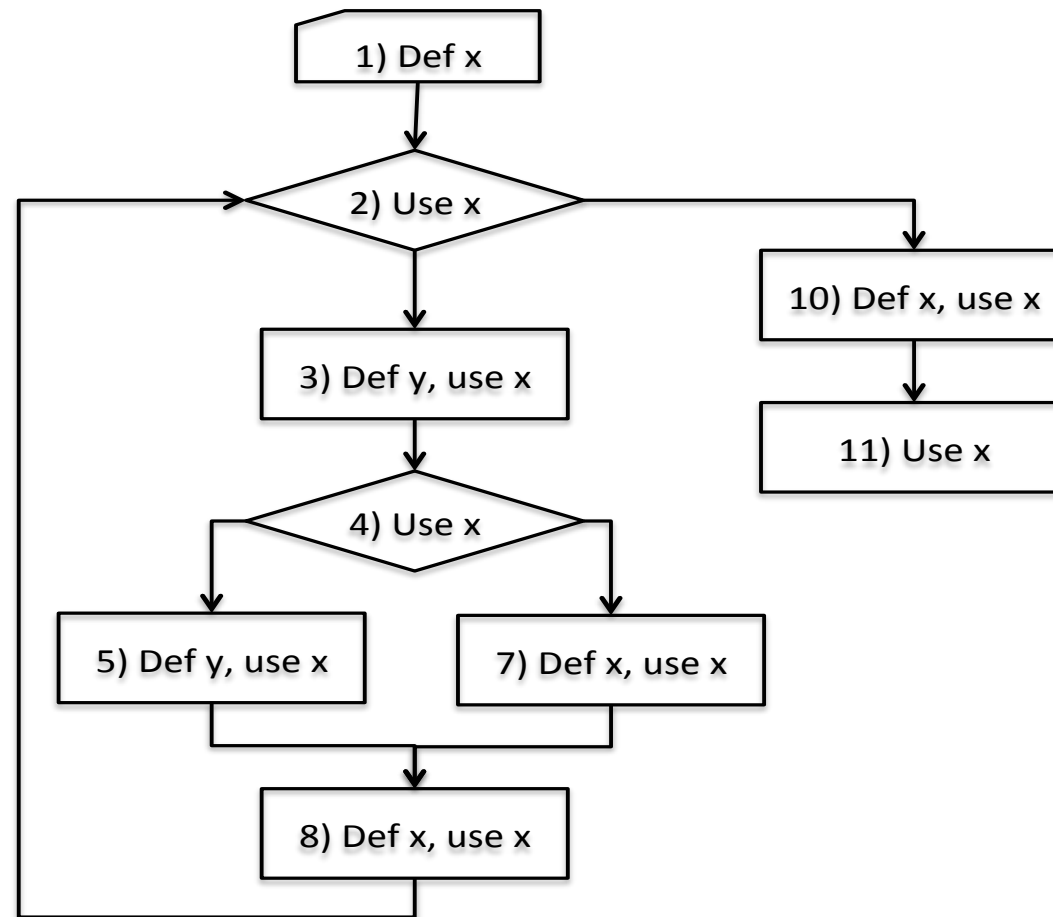 1) Def x
2) Use x
10) Def x, use x
3) Def y, use x
11) Use x
4) Use x
5) Def y, use x
7) Def x, use x
8) Def x, use x